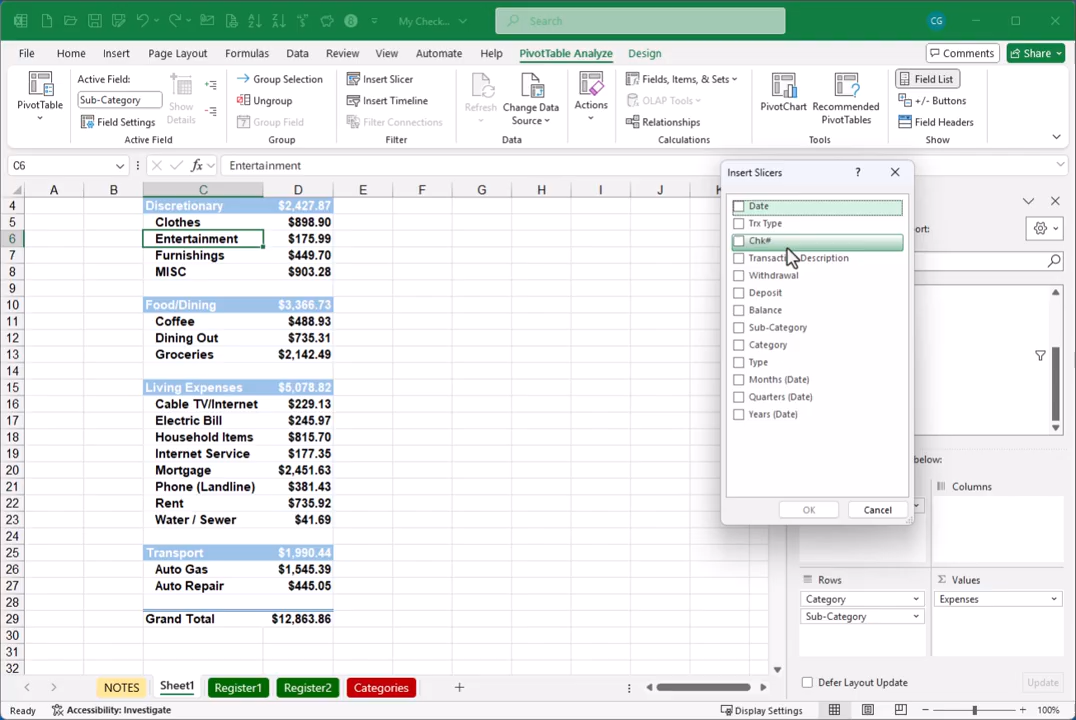 My Check...
Search
CG
File Home Insert Page Layout Formulas Data Review View Automate Help PivotTable Analyze Design
Comments
Share
PivotTable
Active Field:
Sub-Category
Field Settings
Show Details
Active Field
Group Selection
Ungroup
Group Field
Group
Insert Slicer
Insert Timeline
Filter Connections
Filter
Refresh
Change Data Source
Data
Actions
Fields, Items, & Sets
OLAP Tools
Relationships
Calculations
PivotChart
Recommended PivotTables
Tools
Field List
+/- Buttons
Field Headers
Show
C6
fx
Entertainment
A B C D E F G H I J K
4 Discretionary $2,427.87
5 Clothes $898.90
6 Entertainment $175.99
7 Furnishings $449.70
8 MISC $903.28
9
10 Food/Dining $3,366.73
11 Coffee $488.93
12 Dining Out $735.31
13 Groceries $2,142.49
14
15 Living Expenses $5,078.82
16 Cable TV/Internet $229.13
17 Electric Bill $245.97
18 Household Items $815.70
19 Internet Service $177.35
20 Mortgage $2,451.63
21 Phone (Landline) $381.43
22 Rent $735.92
23 Water / Sewer $41.69
24
25 Transport $1,990.44
26 Auto Gas $1,545.39
27 Auto Repair $445.05
28
29 Grand Total $12,863.86
30
31
32
Insert Slicers ?
Date
Trx Type
Chk#
Transaction Description
Withdrawal
Deposit
Balance
Sub-Category
Category
Type
Months (Date)
Quarters (Date)
Years (Date)
OK Cancel
ort:
below:
Columns
Rows
Category
Sub-Category
Σ Values
Expenses
Defer Layout Update
Update
NOTES Sheet1 Register1 Register2 Categories
Ready
Accessibility: Investigate
Display Settings
100%